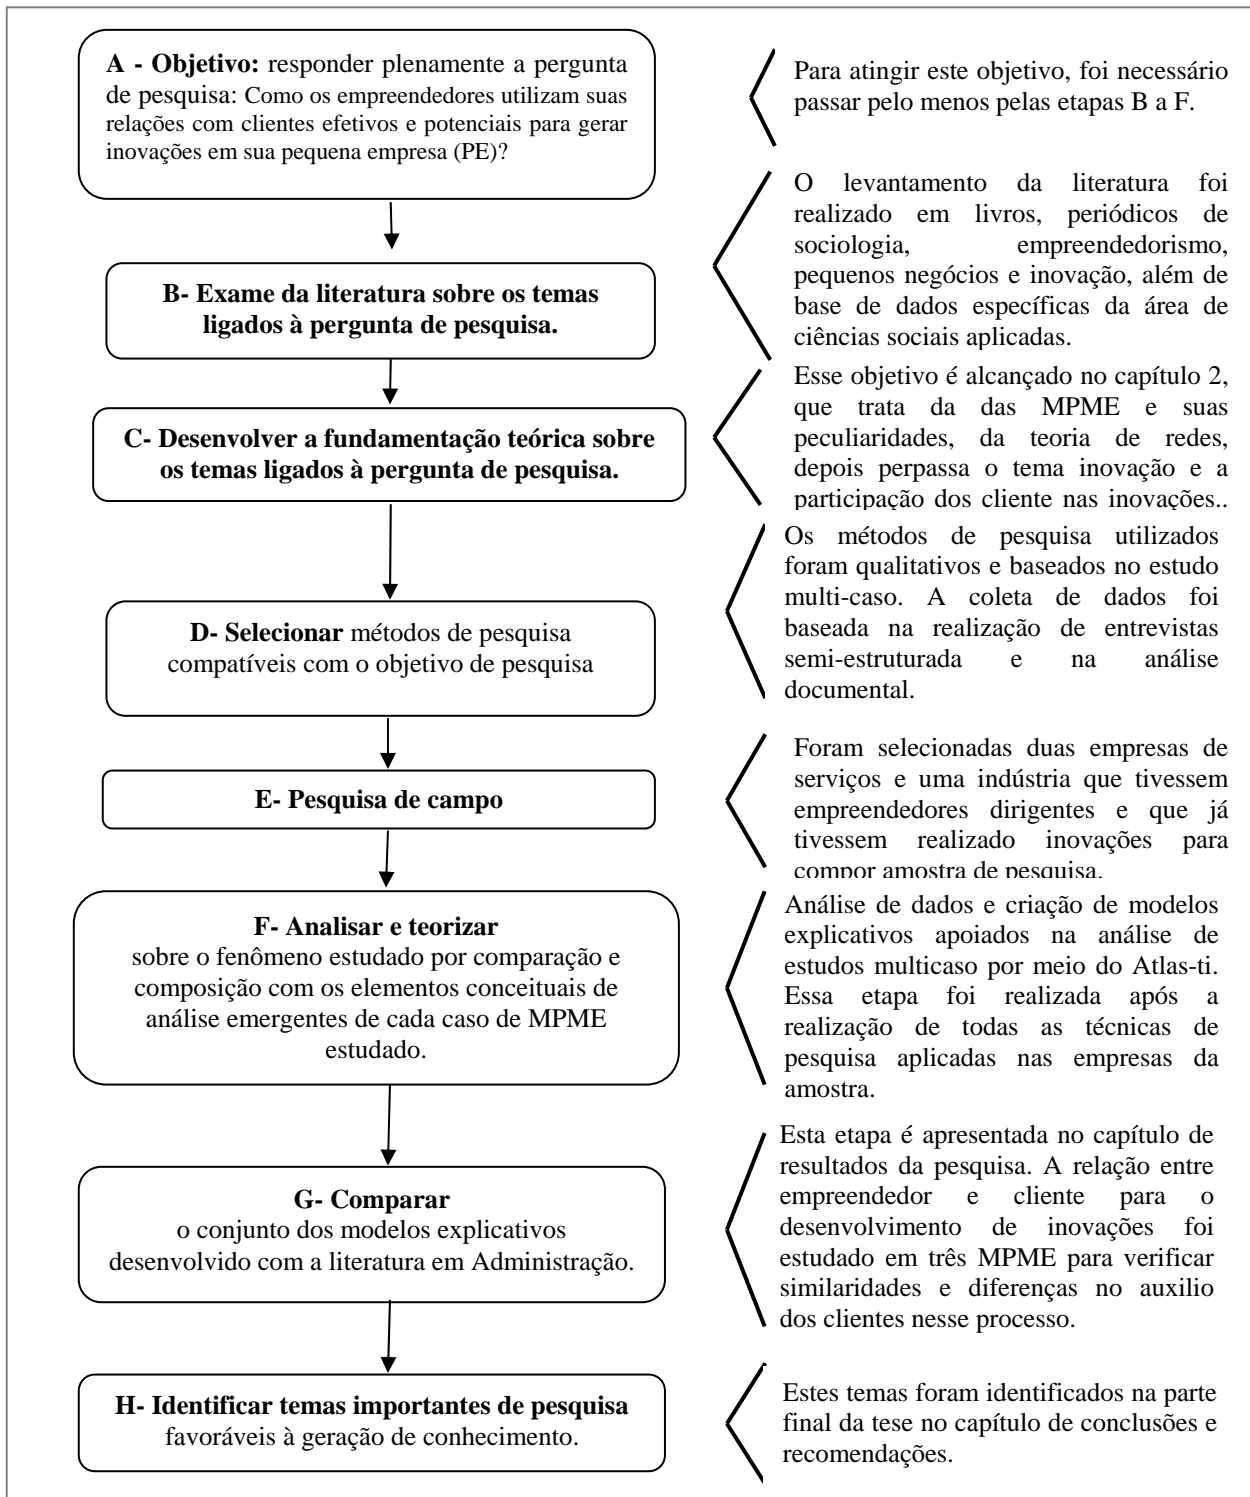 A - Objetivo: responder plenamente a pergunta
de pesquisa: Como os empreendedores utilizam suas
relações com clientes efetivos e potenciais para gerar
inovações em sua pequena empresa (PE)?
Para atingir este objetivo, foi necessário
passar pelo menos pelas etapas B a F.
B- Exame da literatura sobre os temas
ligados à pergunta de pesquisa.
O levantamento da literatura foi
realizado em livros, periódicos de
sociologia, empreendedorismo,
pequenos negócios e inovação, além de
base de dados específicas da área de
ciências sociais aplicadas.
C- Desenvolver a fundamentação teórica sobre
os temas ligados à pergunta de pesquisa.
Esse objetivo é alcançado no capítulo 2,
que trata da das MPME e suas
peculiaridades, da teoria de redes,
depois perpassa o tema inovação e a
participação dos cliente nas inovações..
D- Selecionar métodos de pesquisa
compatíveis com o objetivo de pesquisa
Os métodos de pesquisa utilizados
foram qualitativos e baseados no estudo
multi-caso. A coleta de dados foi
baseada na realização de entrevistas
semi-estruturada e na análise
documental.
E- Pesquisa de campo
Foram selecionadas duas empresas de
serviços e uma indústria que tivessem
empreendedores dirigentes e que já
tivessem realizado inovações para
compor amostra de pesquisa.
F- Analisar e teorizar
sobre o fenômeno estudado por comparação e
composição com os elementos conceituais de
análise emergentes de cada caso de MPME
estudado.
Análise de dados e criação de modelos
explicativos apoiados na análise de
estudos multicaso por meio do Atlas-ti.
Essa etapa foi realizada após a
realização de todas as técnicas de
pesquisa aplicadas nas empresas da
amostra.
G- Comparar
o conjunto dos modelos explicativos
desenvolvido com a literatura em Administração.
Esta etapa é apresentada no capítulo de
resultados da pesquisa. A relação entre
empreendedor e cliente para o
desenvolvimento de inovações foi
estudado em três MPME para verificar
similaridades e diferenças no auxilio
dos clientes nesse processo.
H- Identificar temas importantes de pesquisa
favoráveis à geração de conhecimento.
Estes temas foram identificados na parte
final da tese no capítulo de conclusões e
recomendações.